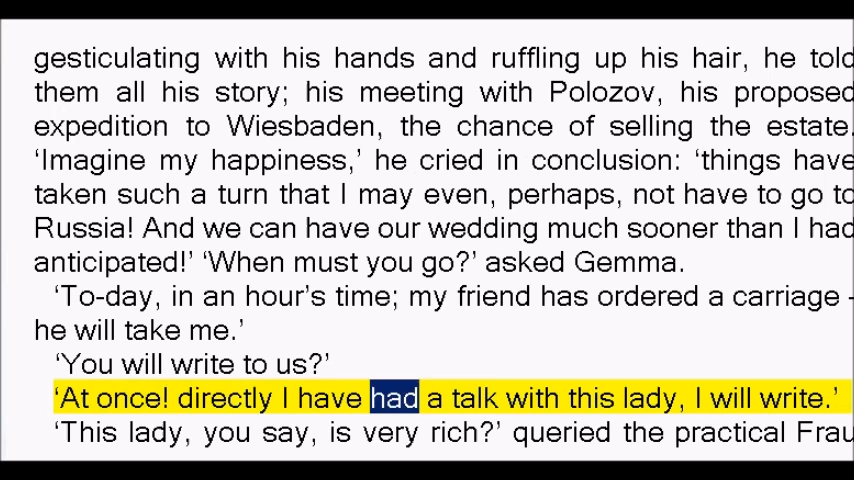 gesticulating with his hands and ruffling up his hair, he told
them all his story; his meeting with Polozov, his proposed
expedition to Wiesbaden, the chance of selling the estate.
‘Imagine my happiness,’ he cried in conclusion: ‘things have
taken such a turn that I may even, perhaps, not have to go to
Russia! And we can have our wedding much sooner than I had
anticipated!’ ‘When must you go?’ asked Gemma.
‘To-day, in an hour’s time; my friend has ordered a carriage -
he will take me.’
‘You will write to us?’
‘At once! directly I have had a talk with this lady, I will write.’
‘This lady, you say, is very rich?’ queried the practical Frau